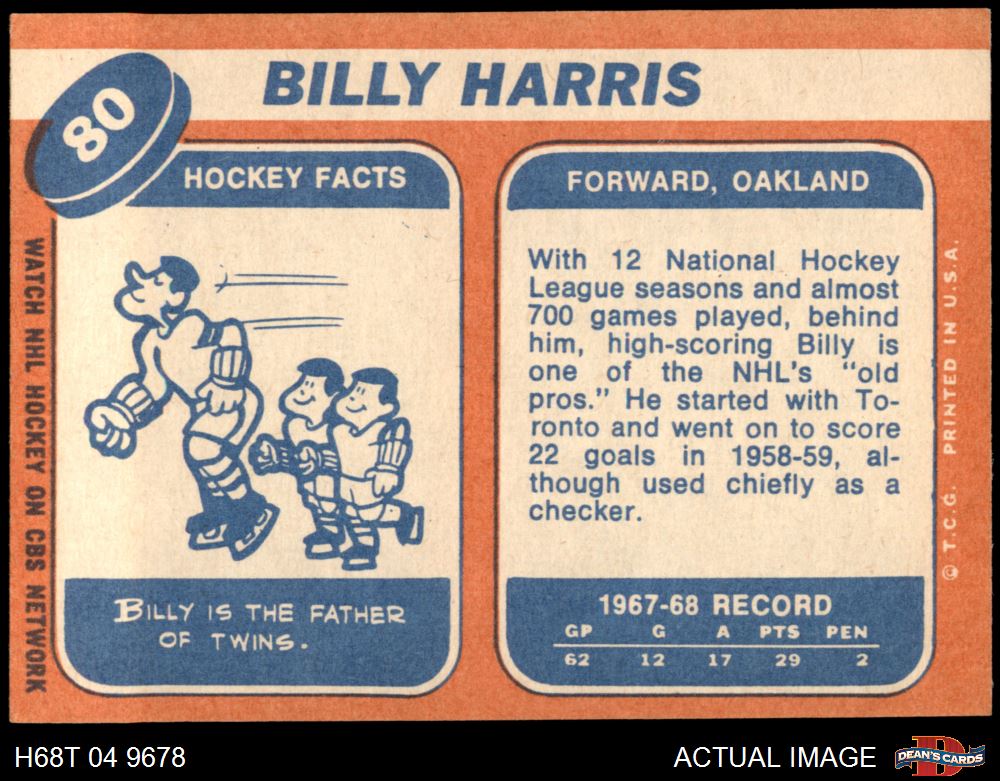 80
BILLY HARRIS
HOCKEY FACTS
BILLY IS THE FATHER
OF TWINS.
WATCH NHL HOCKEY ON CBS NETWORK
FORWARD, OAKLAND
With 12 National Hockey
League seasons and almost
700 games played, behind
him, high-scoring Billy is
one of the NHL's "old
pros." He started with To-
ronto and went on to score
22 goals in 1958-59, al-
though used chiefly as a
checker.
1967-68 RECORD
GP G A PTS PEN
62 12 17 29 2
© T.C.G. PRINTED IN U.S.A.
H68T 04 9678
ACTUAL IMAGE
D
DEAN'S CARDS